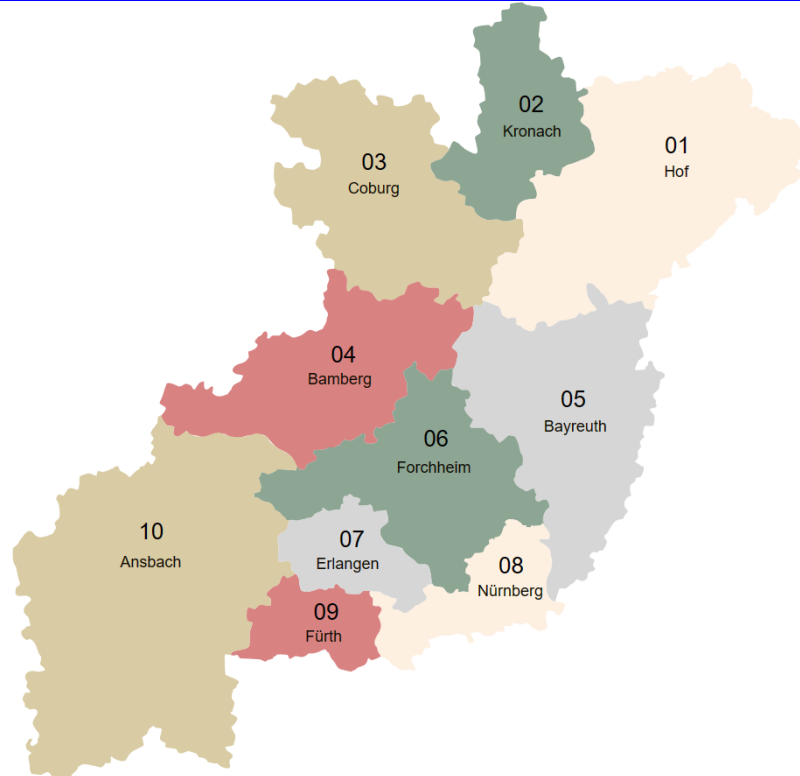 02
Kronach
01
Hof
03
Coburg
04
Bamberg
05
Bayreuth
06
Forchheim
10
Ansbach
07
Erlangen
08
Nürnberg
09
Fürth